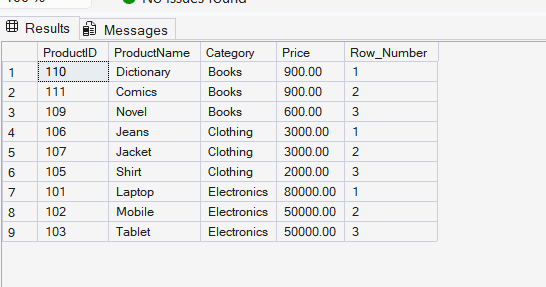 No issues found
Results Messages
ProductID ProductName Category Price Row_Number
1 110 Dictionary Books 900.00 1
2 111 Comics Books 900.00 2
3 109 Novel Books 600.00 3
4 106 Jeans Clothing 3000.00 1
5 107 Jacket Clothing 3000.00 2
6 105 Shirt Clothing 2000.00 3
7 101 Laptop Electronics 80000.00 1
8 102 Mobile Electronics 50000.00 2
9 103 Tablet Electronics 50000.00 3